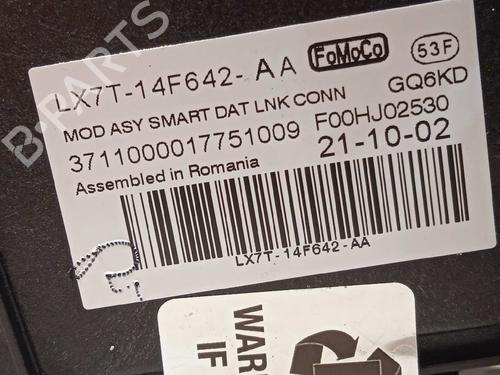 LX7T-14F642-AA FoMoCo 53F
MOD ASY SMART DAT LNK CONN GQ6KD
3711000017751009 F00HJ02530
Assembled in Romania 21-10-02
LX7T-14F642-AA
IF
B-PARTS